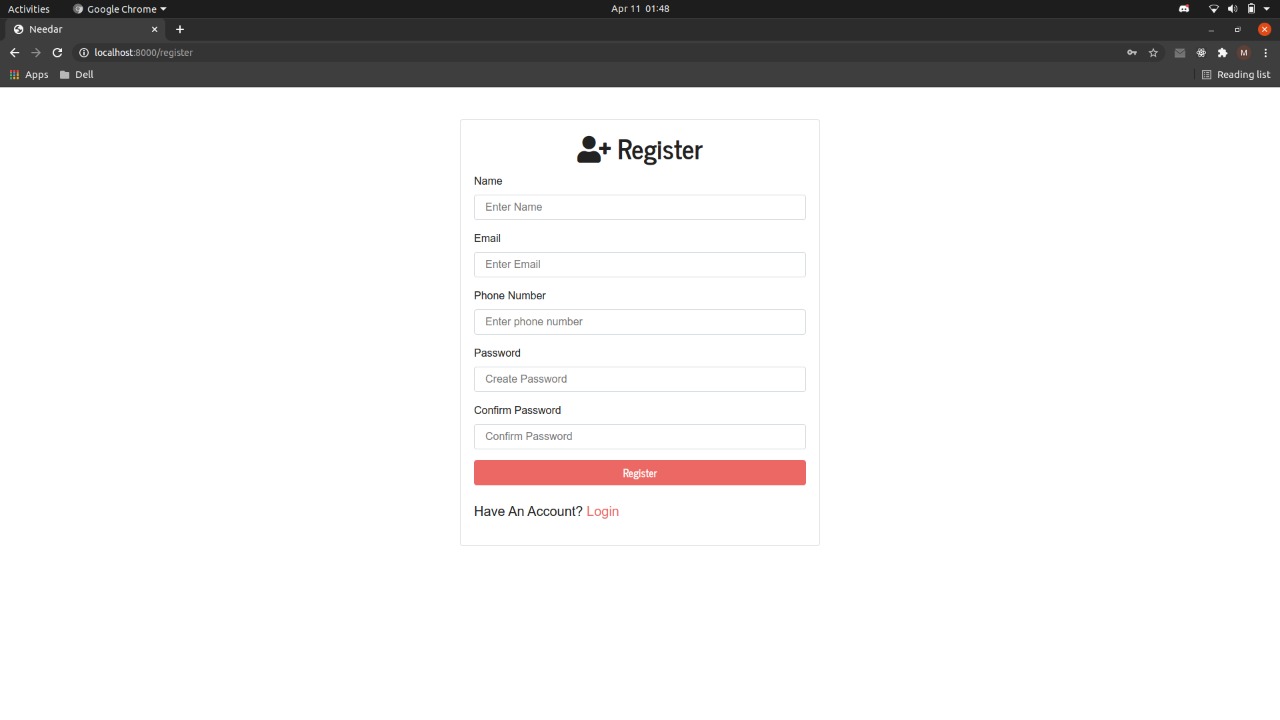 Activities Google Chrome Apr 11 01:48
Needar
localhost:8000/register M
Apps Dell Reading list
Register
Name
Enter Name
Email
Enter Email
Phone Number
Enter phone number
Password
Create Password
Confirm Password
Confirm Password
Register
Have An Account? Login